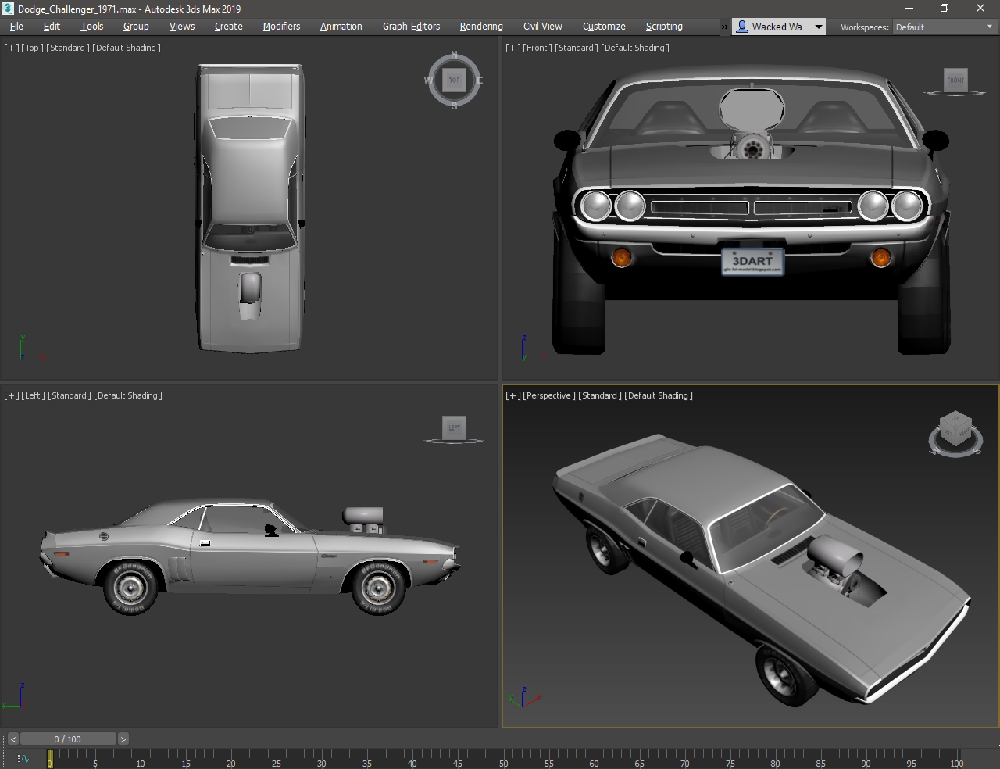 Dodge_Challenger_1971.max - Autodesk 3ds Max 2019
File Edit Tools Group Views Create Modifiers Animation Graph Editors Rendering Civil View Customize Scripting » Wacked Wa Workspaces: Default
[+] [Top] [Standard] [Default Shading]
N
W TOP E
S
[+] [Front] [Standard] [Default Shading]
FRONT
3DART
[+] [Left] [Standard] [Default Shading]
LEFT
[+] [Perspective] [Standard] [Default Shading]
< 0 / 100 >
0 5 10 15 20 25 30 35 40 45 50 55 60 65 70 75 80 85 90 95 100